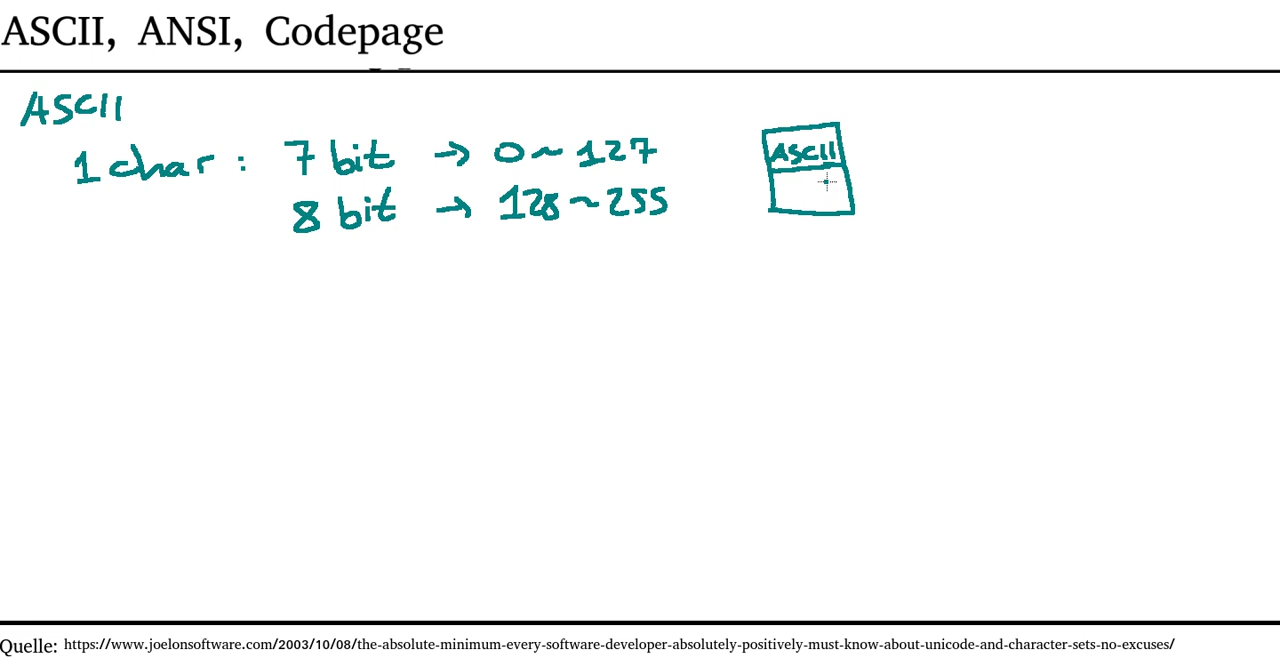 ASCII, ANSI, Codepage
ASCII
1 char : 7 bit → 0 ~ 127
8 bit → 128 ~ 255
ASCII
Quelle: https://www.joelonsoftware.com/2003/10/08/the-absolute-minimum-every-software-developer-absolutely-positively-must-know-about-unicode-and-character-sets-no-excuses/